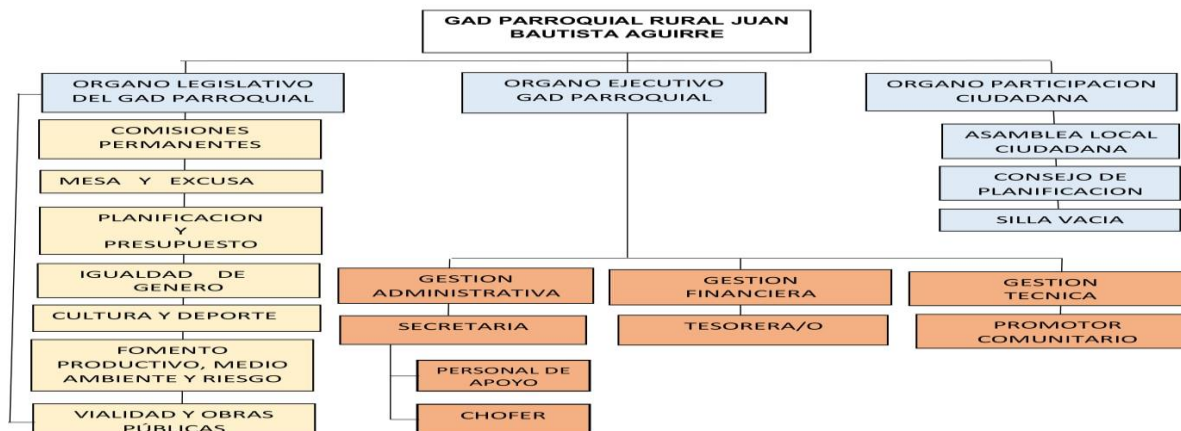 GAD PARROQUIAL RURAL JUAN
BAUTISTA AGUIRRE
ORGANO LEGISLATIVO
DEL GAD PARROQUIAL
COMISIONES
PERMANENTES
MESA Y EXCUSA
PLANIFICACION
Y
PRESUPUESTO
IGUALDAD DE
GENERO
CULTURA Y DEPORTE
FOMENTO
PRODUCTIVO, MEDIO
AMBIENTE Y RIESGO
VIALIDAD Y OBRAS
PÚBLICAS
ORGANO EJECUTIVO
GAD PARROQUIAL
GESTION
ADMINISTRATIVA
SECRETARIA
PERSONAL DE
APOYO
CHOFER
GESTION
FINANCIERA
TESORERA/O
GESTION
TECNICA
PROMOTOR
COMUNITARIO
ORGANO PARTICIPACION
CIUDADANA
ASAMBLEA LOCAL
CIUDADANA
CONSEJO DE
PLANIFICACION
SILLA VACIA